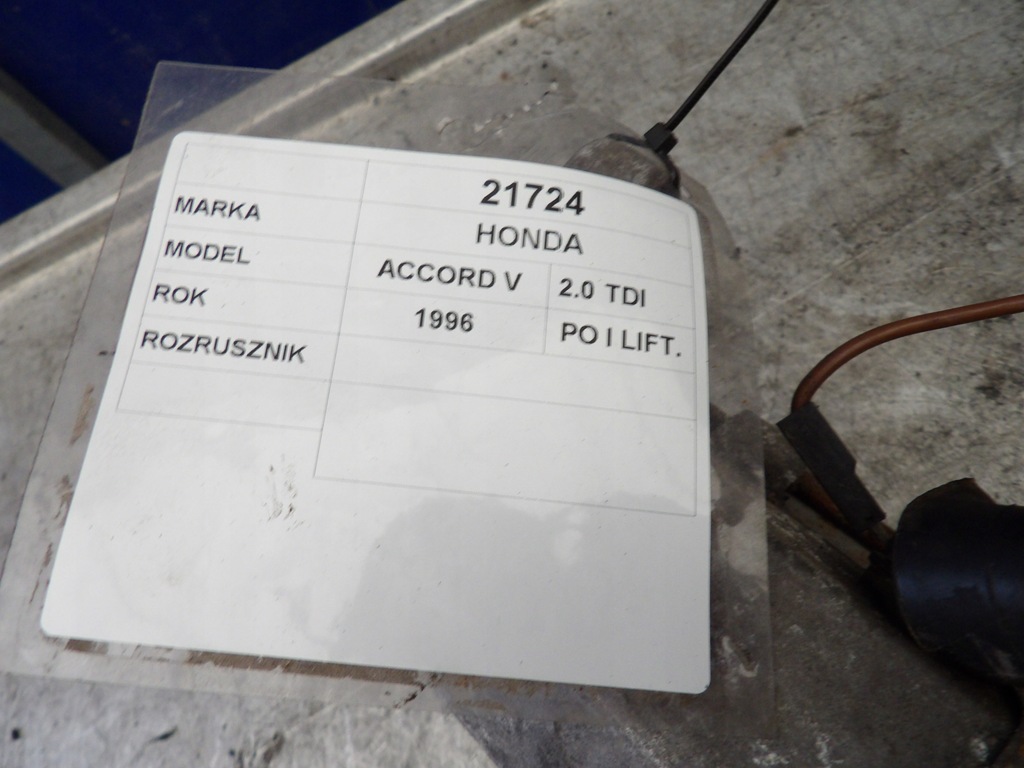 21724
MARKA HONDA
MODEL ACCORD V 2.0 TDI
ROK 1996 PO I LIFT.
ROZRUSZNIK